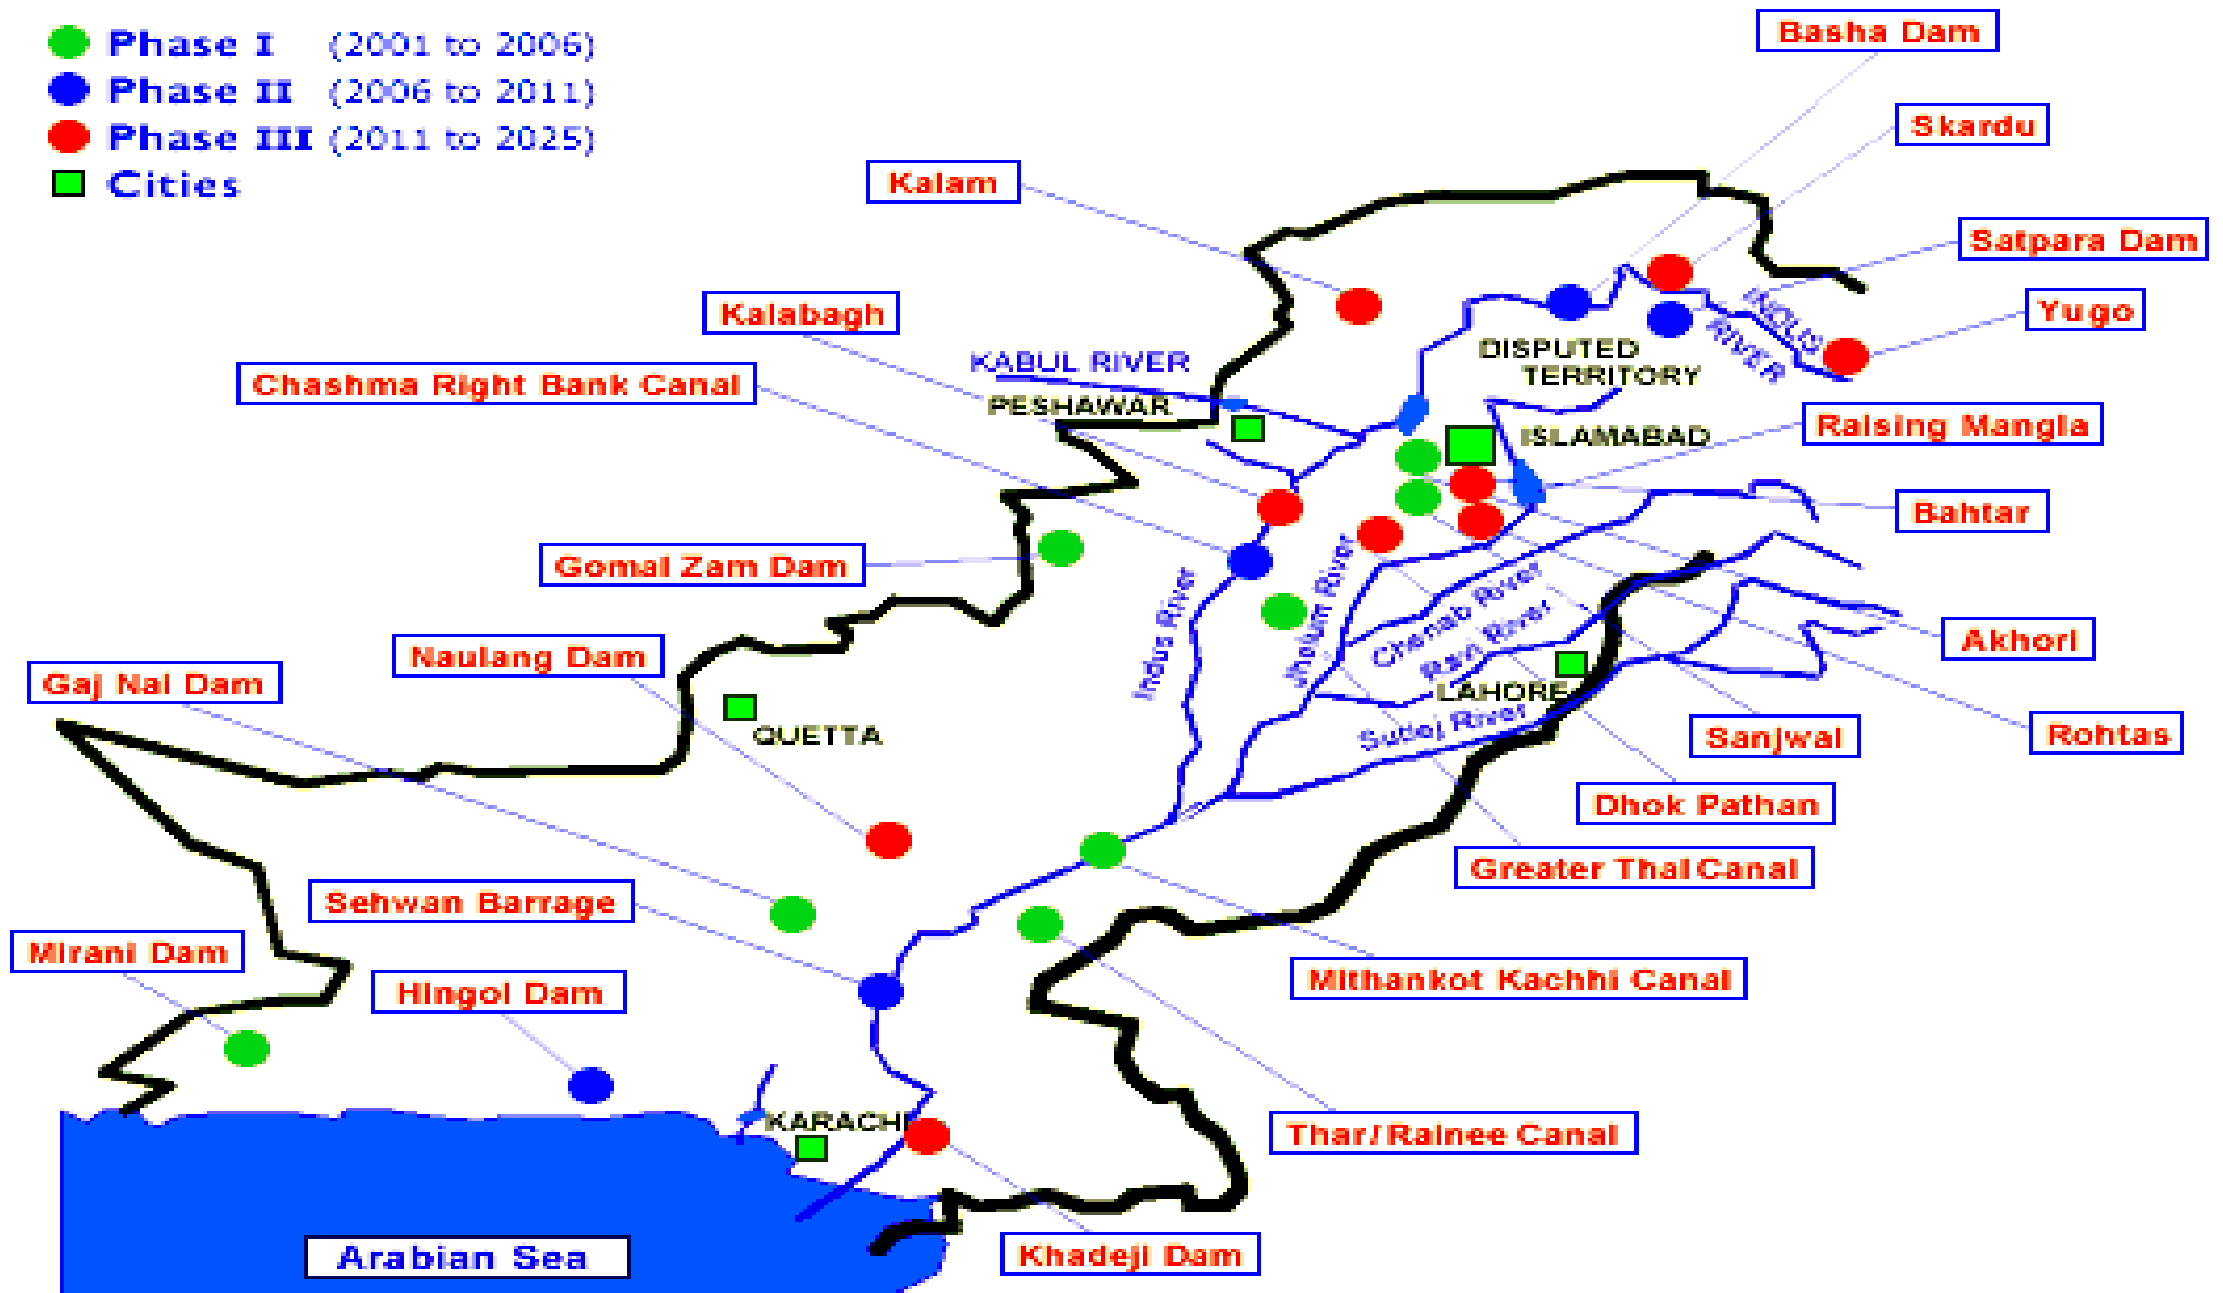 Phase I (2001 to 2006)
Phase II (2006 to 2011)
Phase III (2011 to 2025)
Cities
Basha Dam
Skardu
Kalam
Satpara Dam
Kalabagh
Yugo
INDUS
RIVER
DISPUTED
TERRITORY
KABUL RIVER
Chashma Right Bank Canal
PESHAWAR
ISLAMABAD
Raising Mangla
Bahtar
Gomal Zam Dam
Indus River
Jhelum River
Chenab River
Ravi River
Sutlej River
LAHORE
Akhori
Naulang Dam
Gaj Nai Dam
QUETTA
Sanjwal
Rohtas
Dhok Pathan
Greater Thal Canal
Sehwan Barrage
Mirani Dam
Hingol Dam
Mithankot Kachhi Canal
KARACHI
Thar/Rainee Canal
Khadeji Dam
Arabian Sea